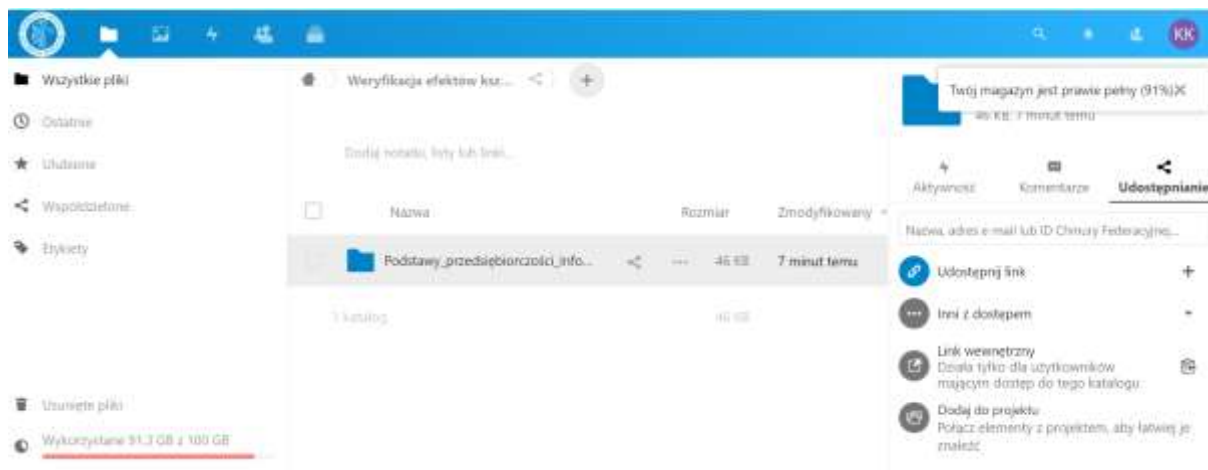 KK
Wszystkie pliki
Ostatnie
Ulubione
Współdzielone
Etykiety
Usunięte pliki
Wykorzystane 91.3 GB z 100 GB
Weryfikacja efektów ksz...
Dodaj notatki, listy lub linki...
Nazwa Rozmiar Zmodyfikowany
Podstawy_przedsiębiorczości_info... 46 KB 7 minut temu
1 katalog 46 KB
Twój magazyn jest prawie pełny (91%)
46 KB, 7 minut temu
Aktywność Komentarze Udostępnianie
Nazwa, adres e-mail lub ID Chmury Federacyjnej...
Udostępnij link
Inni z dostępem
Link wewnętrzny
Działa tylko dla użytkowników
mającym dostęp do tego katalogu
Dodaj do projektu
Połącz elementy z projektem, aby łatwiej je
znaleźć